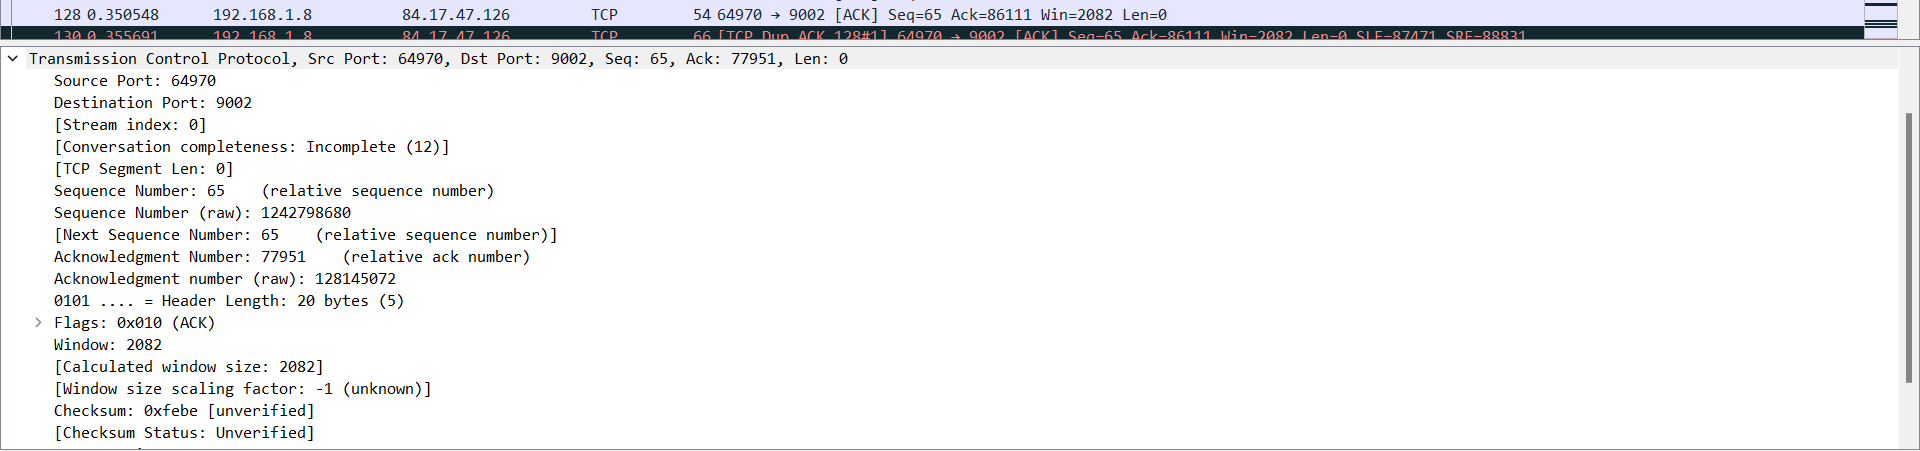 128 0.350548 192.168.1.8 84.17.47.126 TCP 54 64970 → 9002 [ACK] Seq=65 Ack=86111 Win=2082 Len=0
130 0.355691 192.168.1.8 84.17.47.126 TCP 66 [TCP Dup ACK 128#1] 64970 → 9002 [ACK] Seq=65 Ack=86111 Win=2082 Len=0 SLE=87471 SRE=88831
Transmission Control Protocol, Src Port: 64970, Dst Port: 9002, Seq: 65, Ack: 77951, Len: 0
Source Port: 64970
Destination Port: 9002
[Stream index: 0]
[Conversation completeness: Incomplete (12)]
[TCP Segment Len: 0]
Sequence Number: 65 (relative sequence number)
Sequence Number (raw): 1242798680
[Next Sequence Number: 65 (relative sequence number)]
Acknowledgment Number: 77951 (relative ack number)
Acknowledgment number (raw): 128145072
0101 .... = Header Length: 20 bytes (5)
Flags: 0x010 (ACK)
Window: 2082
[Calculated window size: 2082]
[Window size scaling factor: -1 (unknown)]
Checksum: 0xfebe [unverified]
[Checksum Status: Unverified]